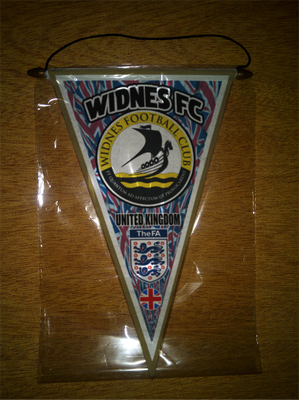 WIDNES FC
WIDNES FOOTBALL CLUB
UNITED KINGDOM
The FA